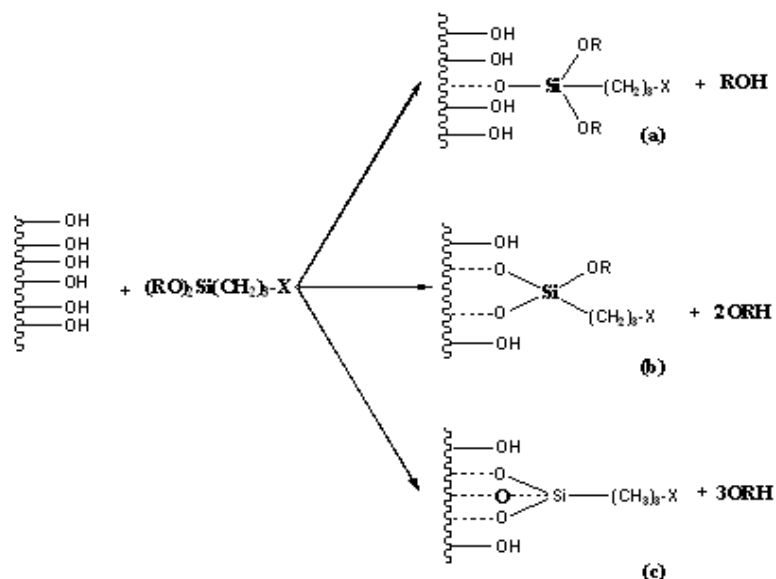 OH
OH
O
OH
OH
Si
OR
OR
(CH₂)₃-X
+ ROH
(a)
OH
OH
OH
OH
OH
OH
+ (RO)₂Si(CH₂)₃-X
OH
O
O
OH
Si
OR
(CH₂)₃-X
+ 2ORH
(b)
OH
O
O
O
OH
Si
(CH₃)₃-X
+ 3ORH
(c)